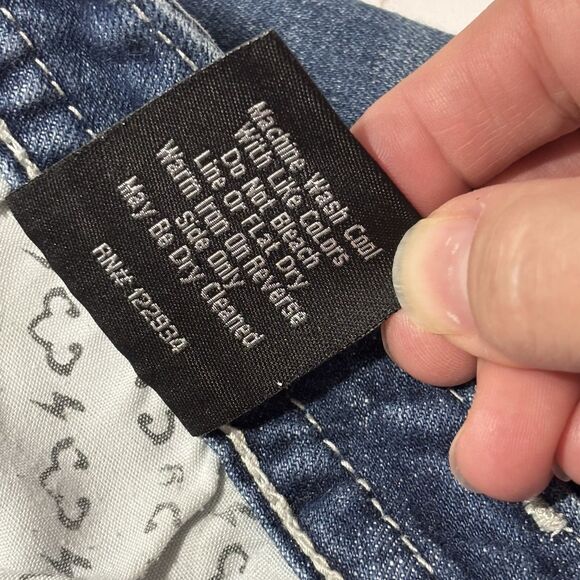 Machine Wash Cool
With Like Colors
Do Not Bleach
Line Or Flat Dry
Warm Iron On Reverse
Side Only
May Be Dry Cleaned
RN# 122934